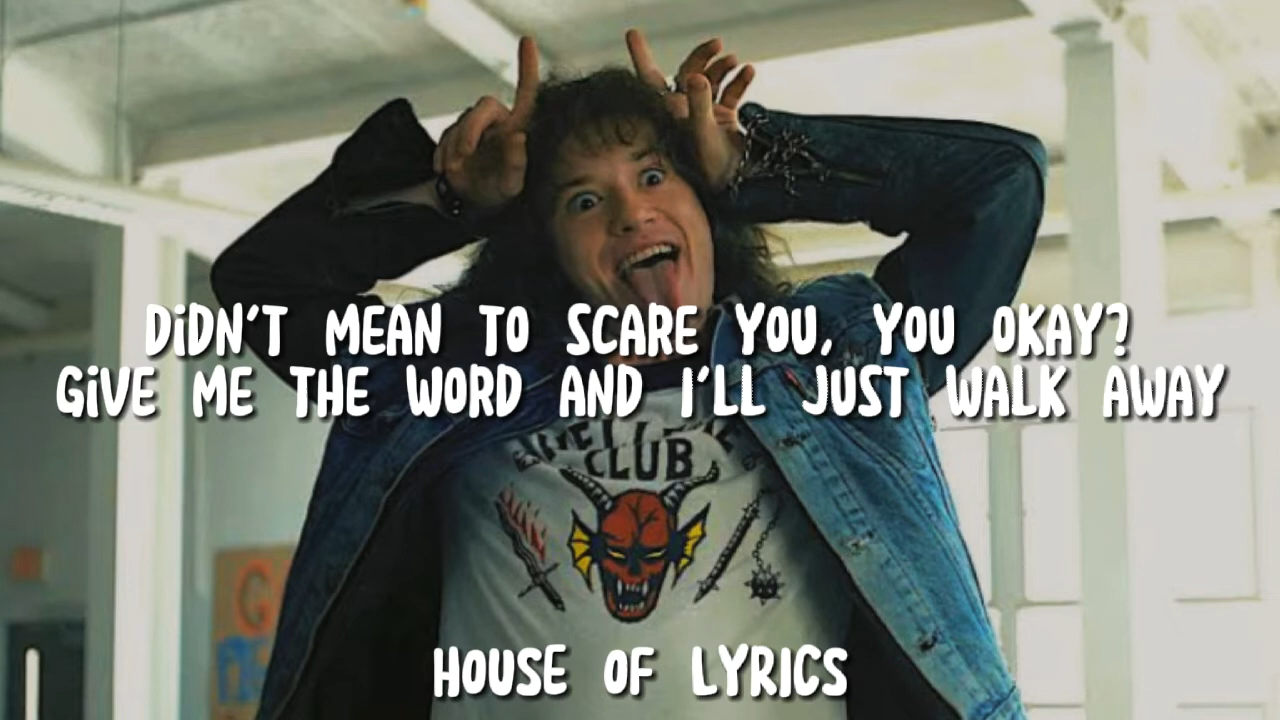 DIDN'T MEAN TO SCARE YOU, YOU OKAY?
GIVE ME THE WORD AND I'LL JUST WALK AWAY
CLUB
HOUSE OF LYRICS